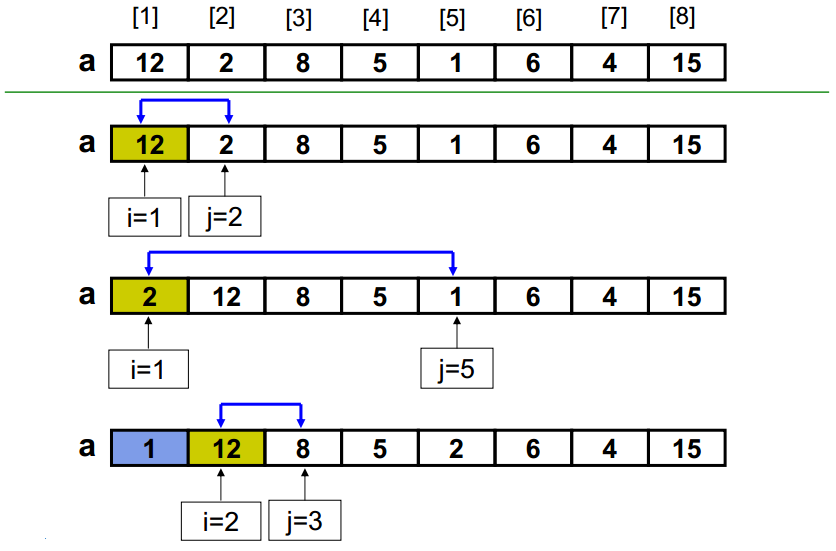 [1] [2] [3] [4] [5] [6] [7] [8]
a 12 2 8 5 1 6 4 15
a 12 2 8 5 1 6 4 15
i=1 j=2
a 2 12 8 5 1 6 4 15
i=1 j=5
a 1 12 8 5 2 6 4 15
i=2 j=3